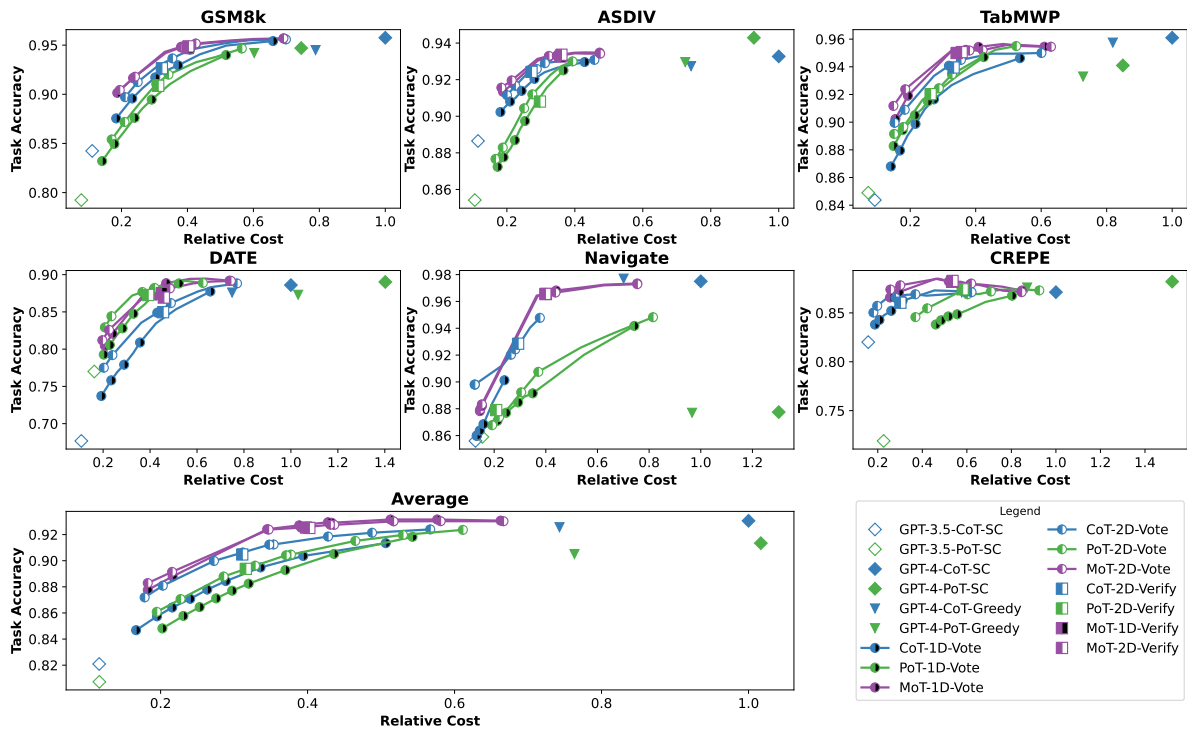 GSM8k
Task Accuracy
0.95
0.90
0.85
0.80
0.2 0.4 0.6 0.8 1.0
Relative Cost
ASDIV
Task Accuracy
0.94
0.92
0.90
0.88
0.86
0.2 0.4 0.6 0.8 1.0
Relative Cost
TabMWP
Task Accuracy
0.96
0.94
0.92
0.90
0.88
0.86
0.84
0.2 0.4 0.6 0.8 1.0
Relative Cost
DATE
Task Accuracy
0.90
0.85
0.80
0.75
0.70
0.2 0.4 0.6 0.8 1.0 1.2 1.4
Relative Cost
Navigate
Task Accuracy
0.98
0.96
0.94
0.92
0.90
0.88
0.86
0.2 0.4 0.6 0.8 1.0 1.2
Relative Cost
CREPE
Task Accuracy
0.85
0.80
0.75
0.2 0.4 0.6 0.8 1.0 1.2 1.4
Relative Cost
Average
Task Accuracy
0.92
0.90
0.88
0.86
0.84
0.82
0.2 0.4 0.6 0.8 1.0
Relative Cost
Legend
GPT-3.5-CoT-SC
GPT-3.5-PoT-SC
GPT-4-CoT-SC
GPT-4-PoT-SC
GPT-4-CoT-Greedy
GPT-4-PoT-Greedy
CoT-1D-Vote
PoT-1D-Vote
MoT-1D-Vote
CoT-2D-Vote
PoT-2D-Vote
MoT-2D-Vote
CoT-2D-Verify
PoT-2D-Verify
MoT-1D-Verify
MoT-2D-Verify